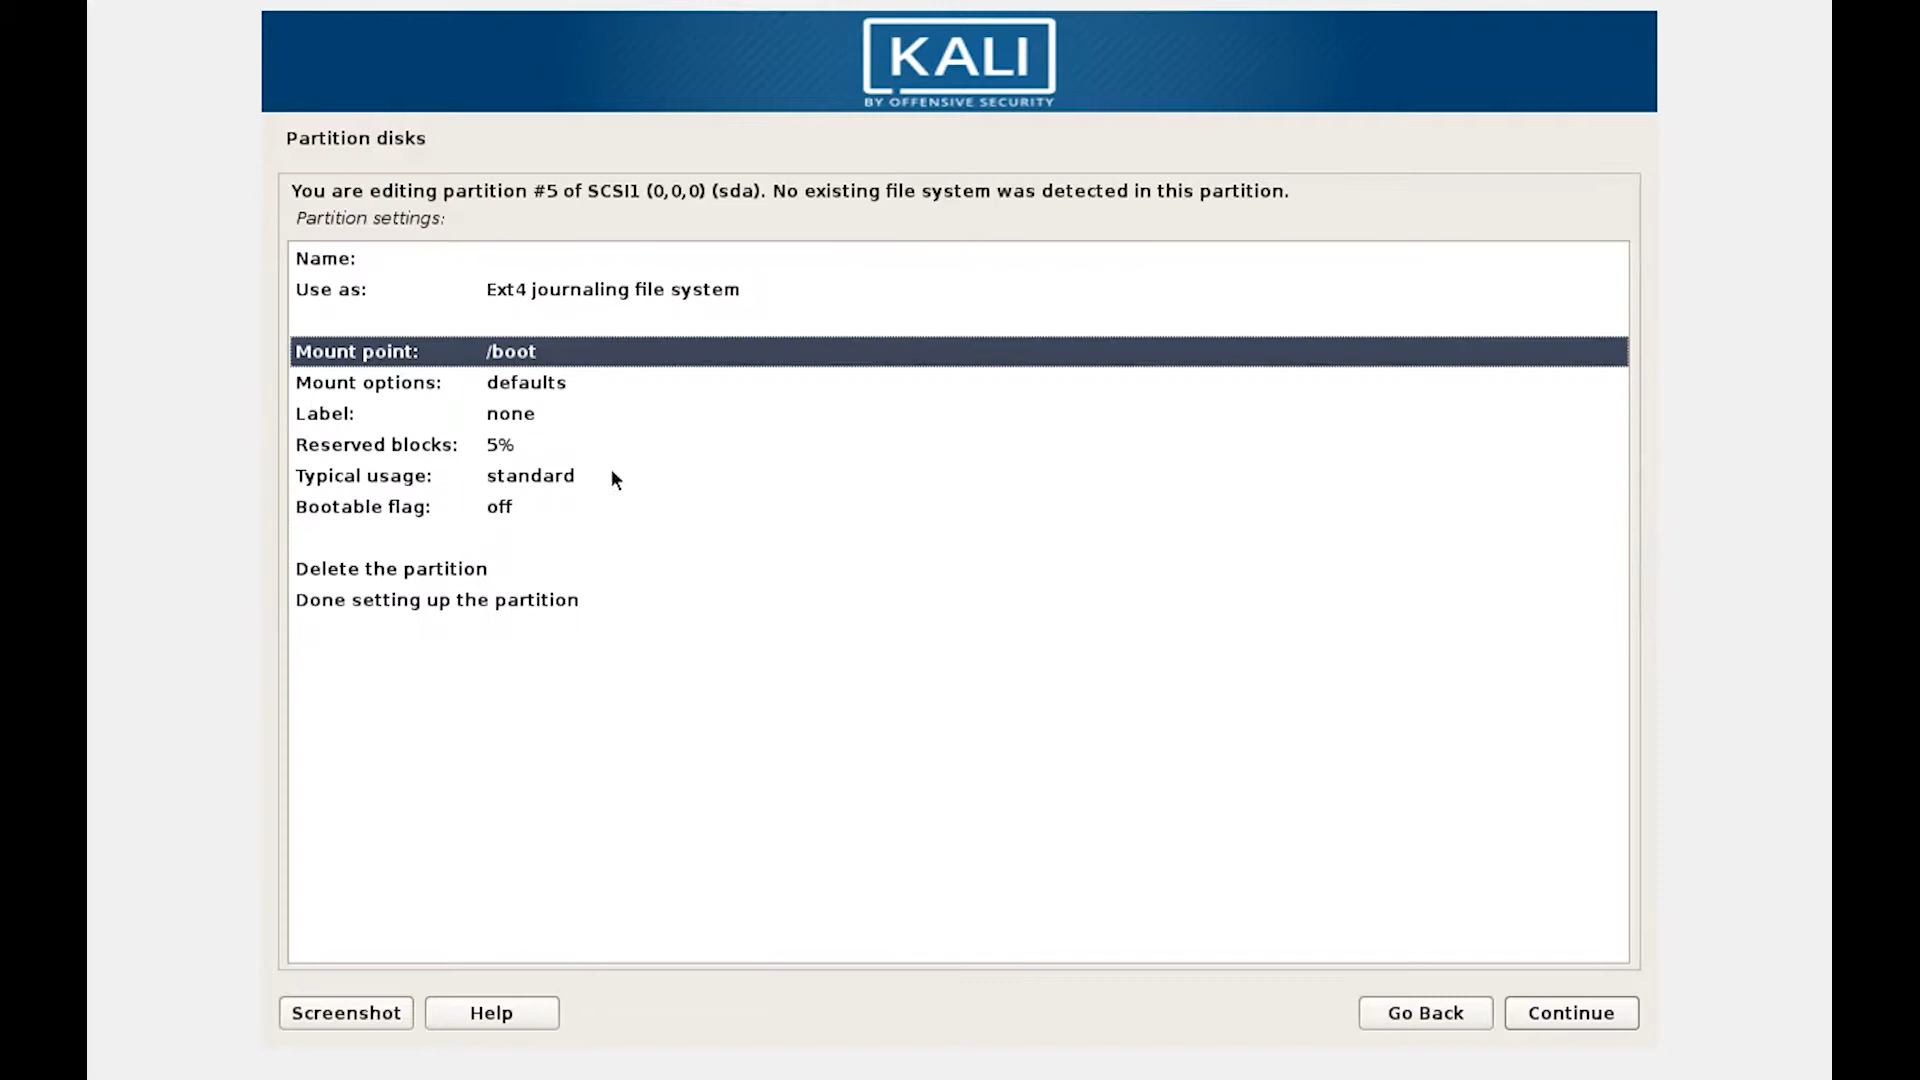 KALI
BY OFFENSIVE SECURITY
Partition disks
You are editing partition #5 of SCSI1 (0,0,0) (sda). No existing file system was detected in this partition.
Partition settings:
Name:
Use as: Ext4 journaling file system
Mount point: /boot
Mount options: defaults
Label: none
Reserved blocks: 5%
Typical usage: standard
Bootable flag: off
Delete the partition
Done setting up the partition
Screenshot Help Go Back Continue